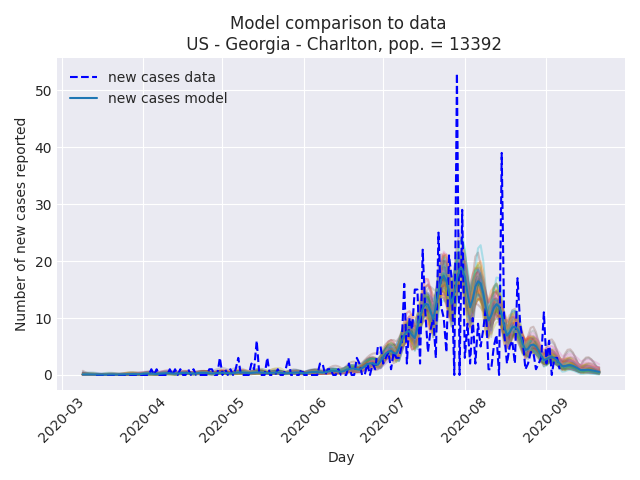 Model comparison to data
US - Georgia - Charlton, pop. = 13392
new cases data
new cases model
Number of new cases reported
50
40
30
20
10
0
2020-03
2020-04
2020-05
2020-06
2020-07
2020-08
2020-09
Day